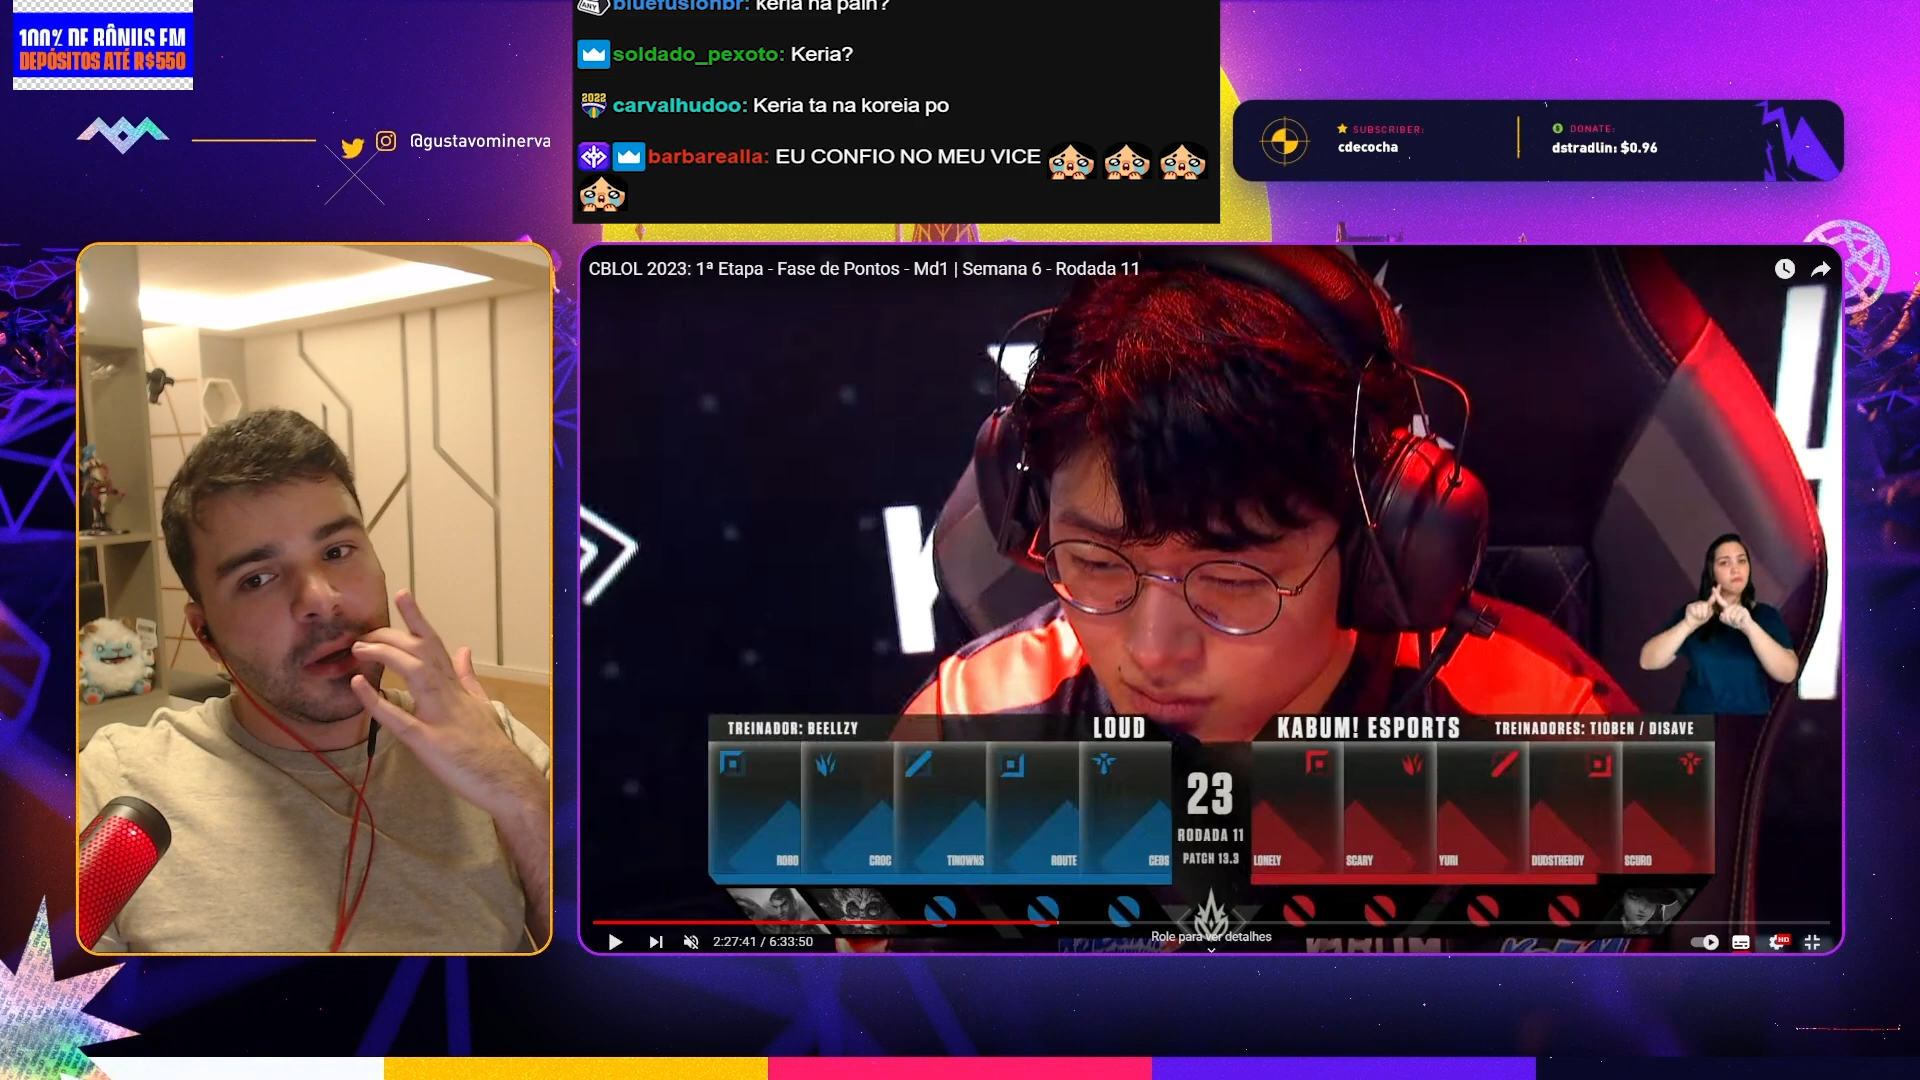 100% DE BÔNUS EM
DEPÓSITOS ATÉ R$550
@gustavominerva
bluefusionbr: keria na pain?
soldado_pexoto: Keria?
2022
carvalhudoo: Keria ta na koreia po
barbarealla: EU CONFIO NO MEU VICE
SUBSCRIBER:
cdecocha
DONATE:
dstradlin: $0.96
CBLOL 2023: 1ª Etapa - Fase de Pontos - Md1 | Semana 6 - Rodada 11
TREINADOR: BEELLZY
LOUD
KABUM! ESPORTS
TREINADORES: TIOBEN / DISAVE
23
RODADA 11
PATCH 13.3
ROBO
CROC
TINOWNS
ROUTE
CEOS
LONELY
SCARY
YURI
DUDSTHEBOY
SCURO
2:27:41 / 6:33:50
Role para ver detalhes
HD